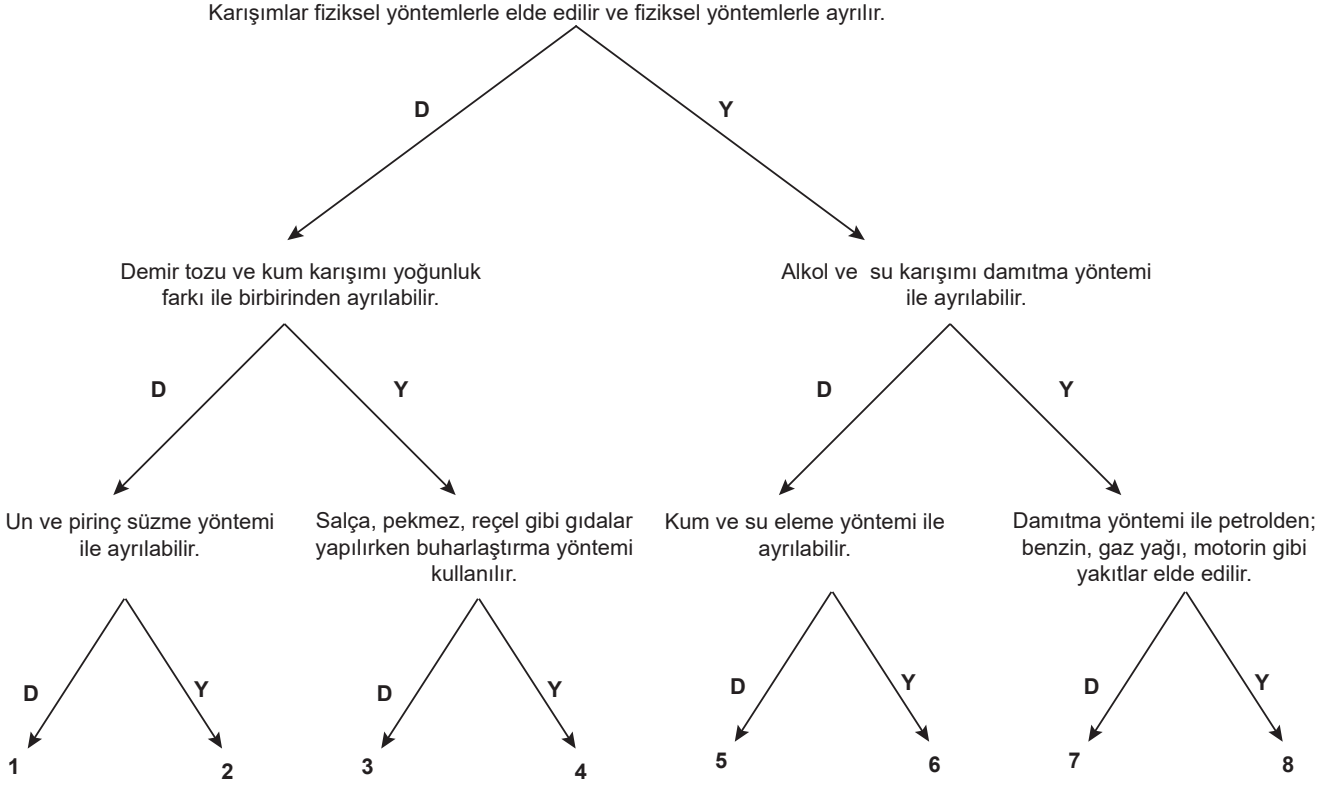 Karışımlar fiziksel yöntemlerle elde edilir ve fiziksel yöntemlerle ayrılır.
D
Y
Demir tozu ve kum karışımı yoğunluk
farkı ile birbirinden ayrılabilir.
Alkol ve su karışımı damıtma yöntemi
ile ayrılabilir.
D
Y
D
Y
Un ve pirinç süzme yöntemi
ile ayrılabilir.
Salça, pekmez, reçel gibi gıdalar
yapılırken buharlaştırma yöntemi
kullanılır.
Kum ve su eleme yöntemi ile
ayrılabilir.
Damıtma yöntemi ile petrolden;
benzin, gaz yağı, motorin gibi
yakıtlar elde edilir.
D
Y
D
Y
D
Y
D
Y
1
2
3
4
5
6
7
8